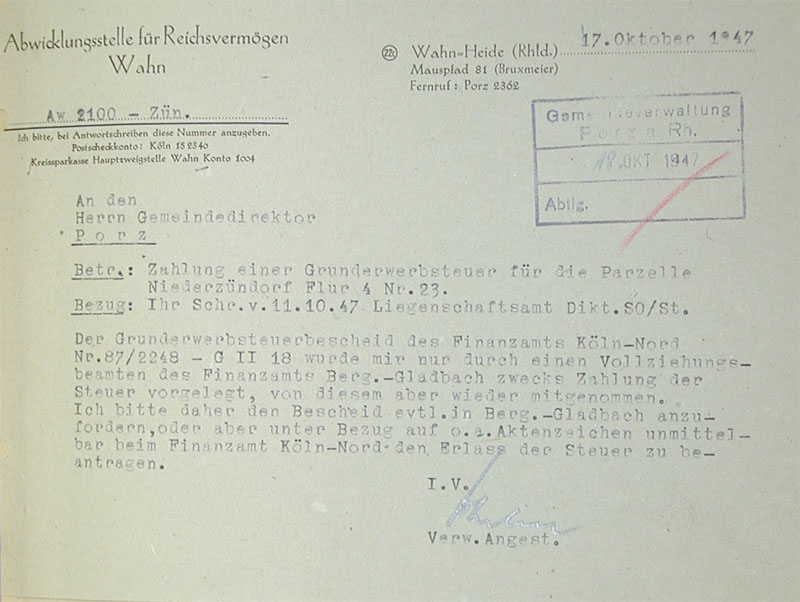 Abwicklungsstelle für Reichsvermögen
Wahn
22c Wahn-Heide (Rhld.) 17.Oktober 1947
Mauspfad 81 (Bruxmeier)
Fernruf: Porz 2362
Aw 2100 - Zün.
Ich bitte, bei Antwortschreiben diese Nummer anzugeben.
Postscheckkonto: Köln 152340
Kreissparkasse Hauptzweigstelle Wahn Konto 1004
Gemeindeverwaltung
Porz a. Rh.
18. OKT 1947
Abtlg.
An den
Herrn Gemeindedirektor
P o r z
Betr.: Zahlung einer Grunderwerbsteuer für die Parzelle
Niederzündorf Flur 4 Nr.23.
Bezug: Ihr Schr.v.11.10.47 Liegenschaftsamt Dikt.SO/St.
Der Grunderwerbsteuerbescheid des Finanzamts Köln-Nord
Nr.87/2248 - G II 18 wurde mir nur durch einen Vollziehungs-
beamten des Finanzamts Berg.-Gladbach zwecks Zahlung der
Steuer vorgelegt, von diesem aber wieder mitgenommen.
Ich bitte daher den Bescheid evtl.in Berg.-Gladbach anzu-
fordern,oder aber unter Bezug auf o.a.Aktenzeichen unmittel-
bar beim Finanzamt Köln-Nord den Erlass der Steuer zu be-
antragen.
I.V.
Verw.Angest.